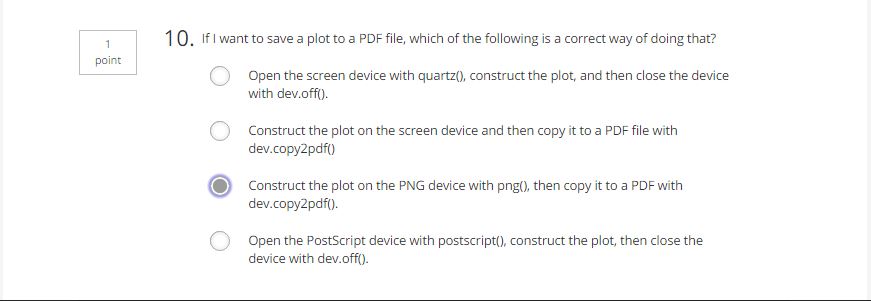 1
point
10. If I want to save a plot to a PDF file, which of the following is a correct way of doing that?
Open the screen device with quartz(), construct the plot, and then close the device
with dev.off().
Construct the plot on the screen device and then copy it to a PDF file with
dev.copy2pdf()
Construct the plot on the PNG device with png(), then copy it to a PDF with
dev.copy2pdf().
Open the PostScript device with postscript(), construct the plot, then close the
device with dev.off().